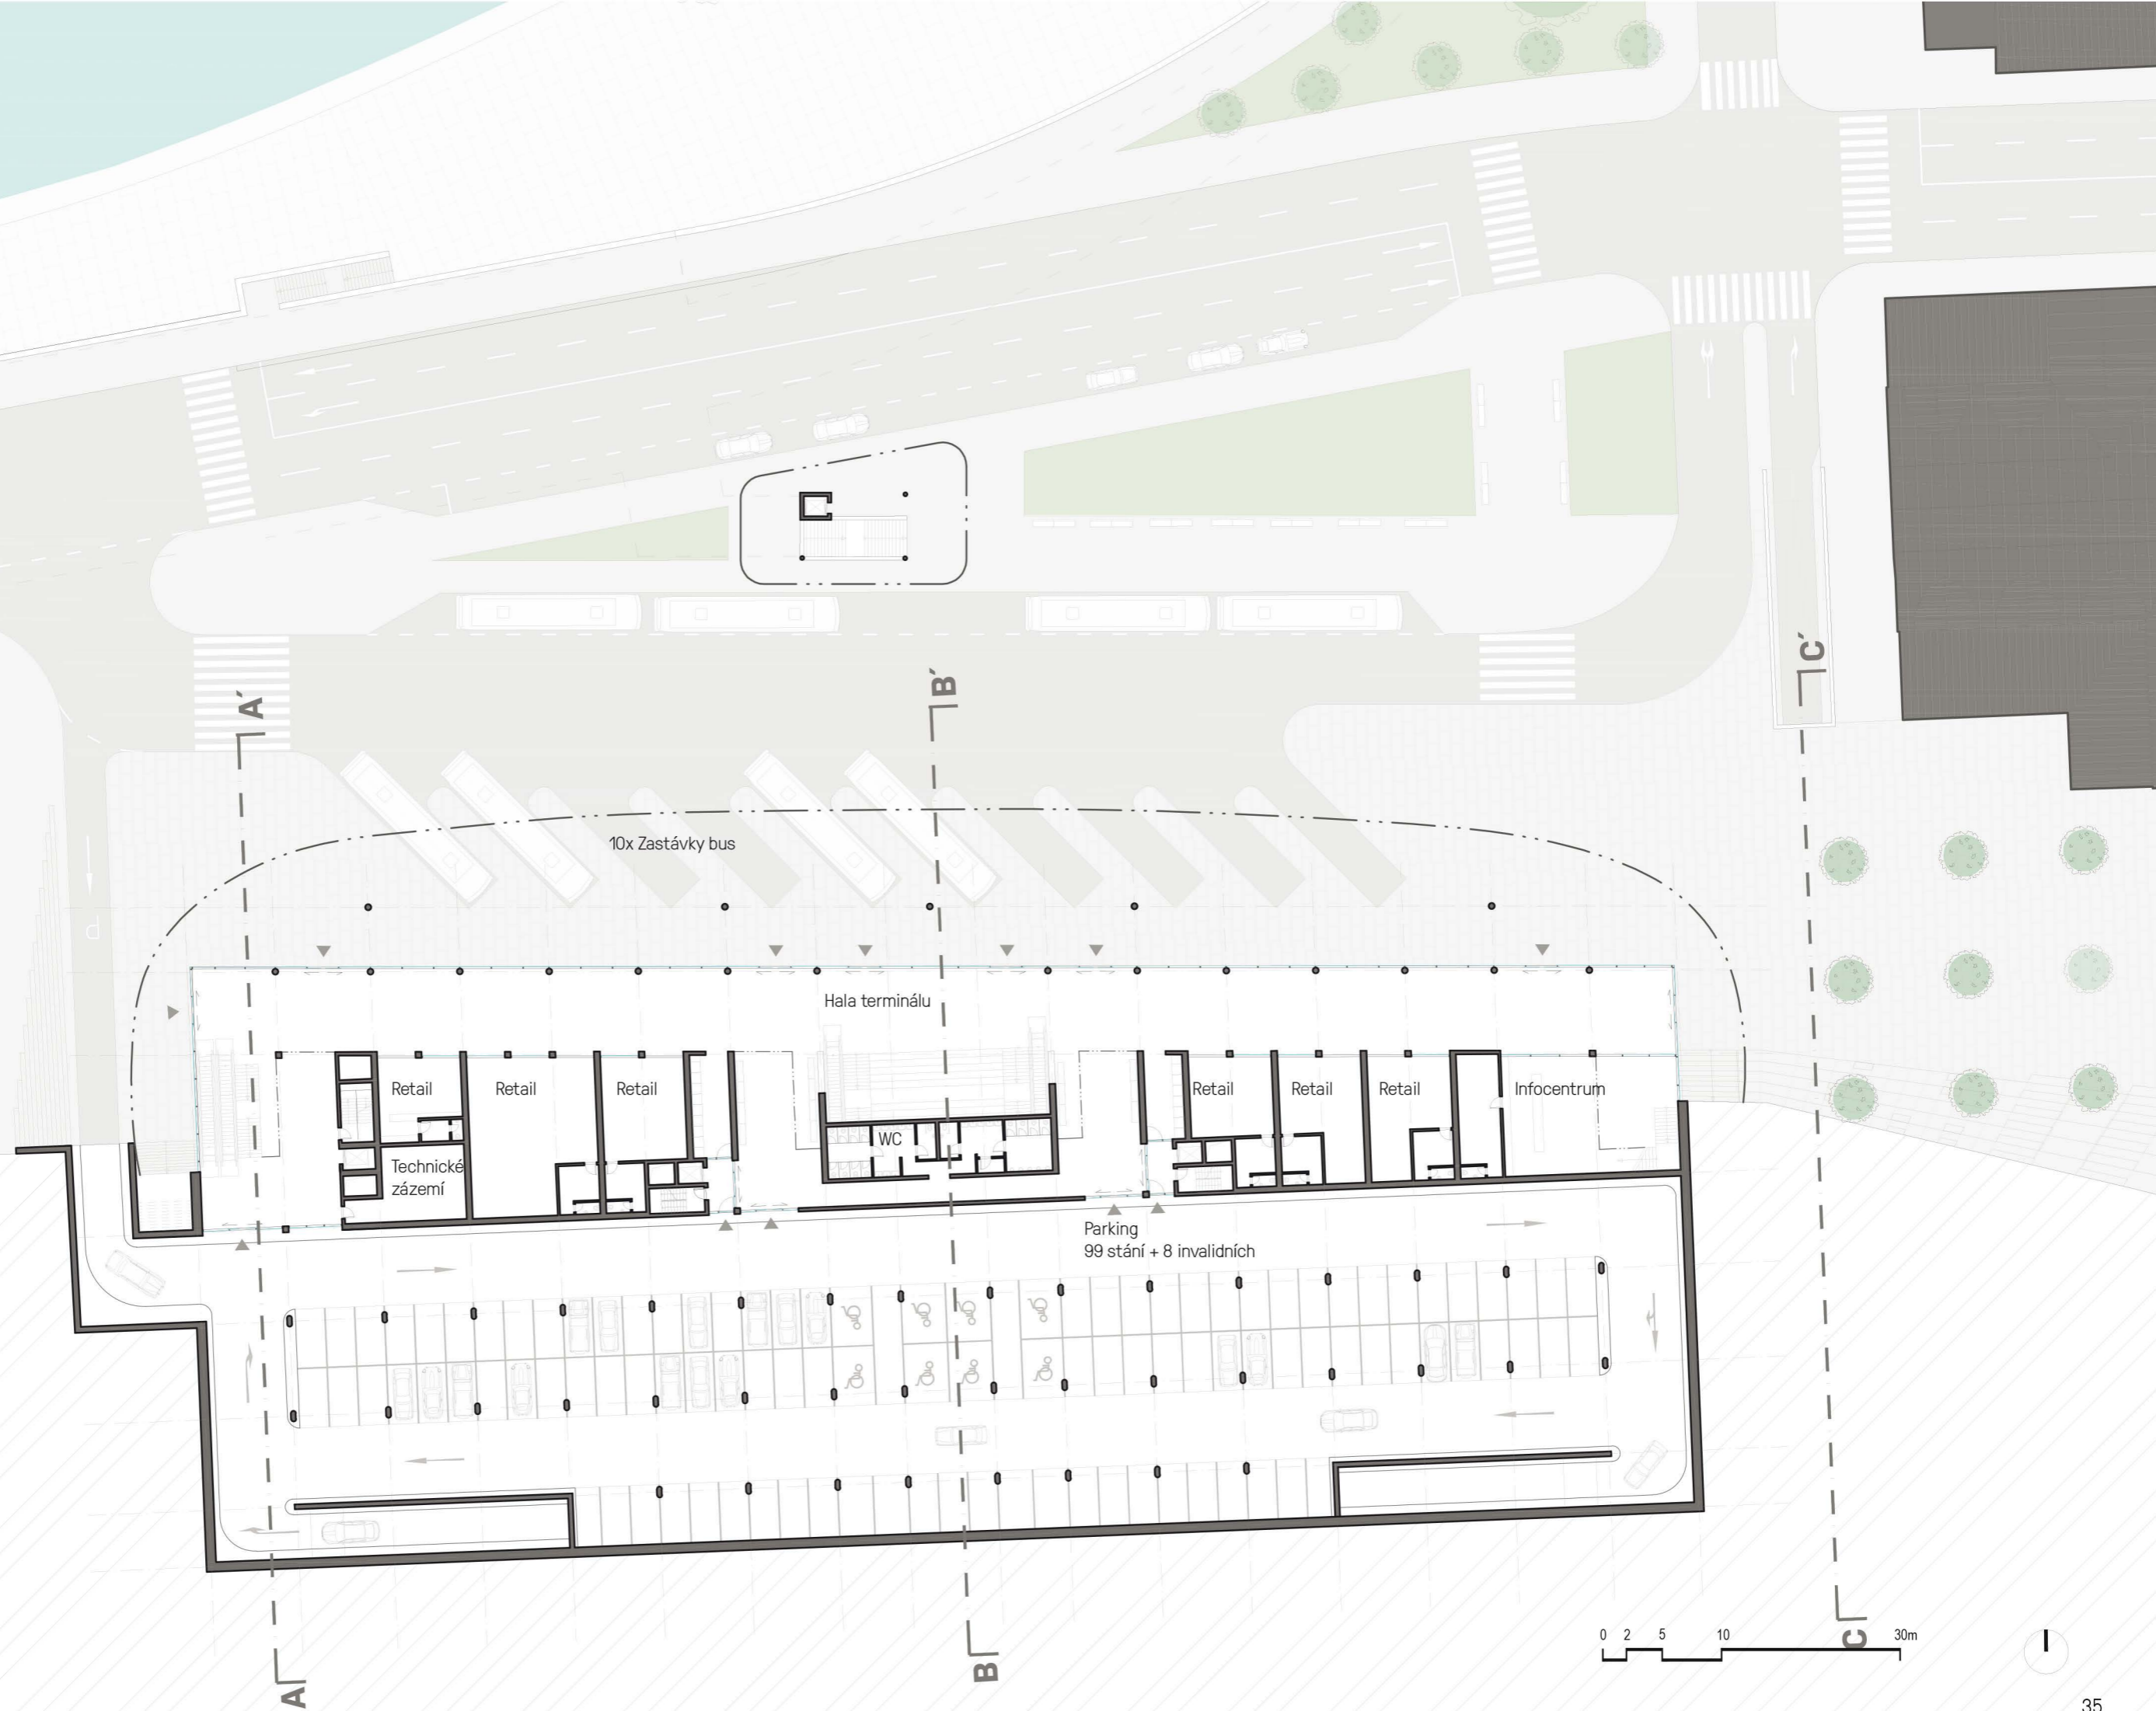 C´
B´
A´
10x Zastávky bus
Hala terminálu
Retail
Retail
Retail
Retail
Retail
Retail
Infocentrum
WC
Technické
zázemí
Parking
99 stání + 8 invalidních
P
0 2 5 10 30m
C
B
A
35